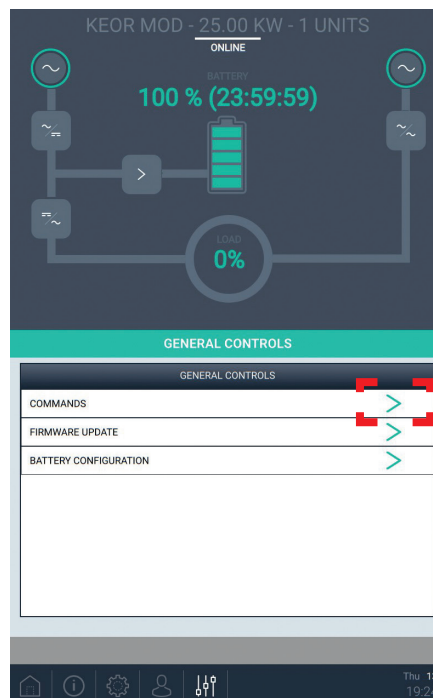 KEOR MOD - 25.00 KW - 1 UNITS
ONLINE
BATTERY
100 % (23:59:59)
LOAD
0%
GENERAL CONTROLS
GENERAL CONTROLS
COMMANDS
FIRMWARE UPDATE
BATTERY CONFIGURATION
Thu